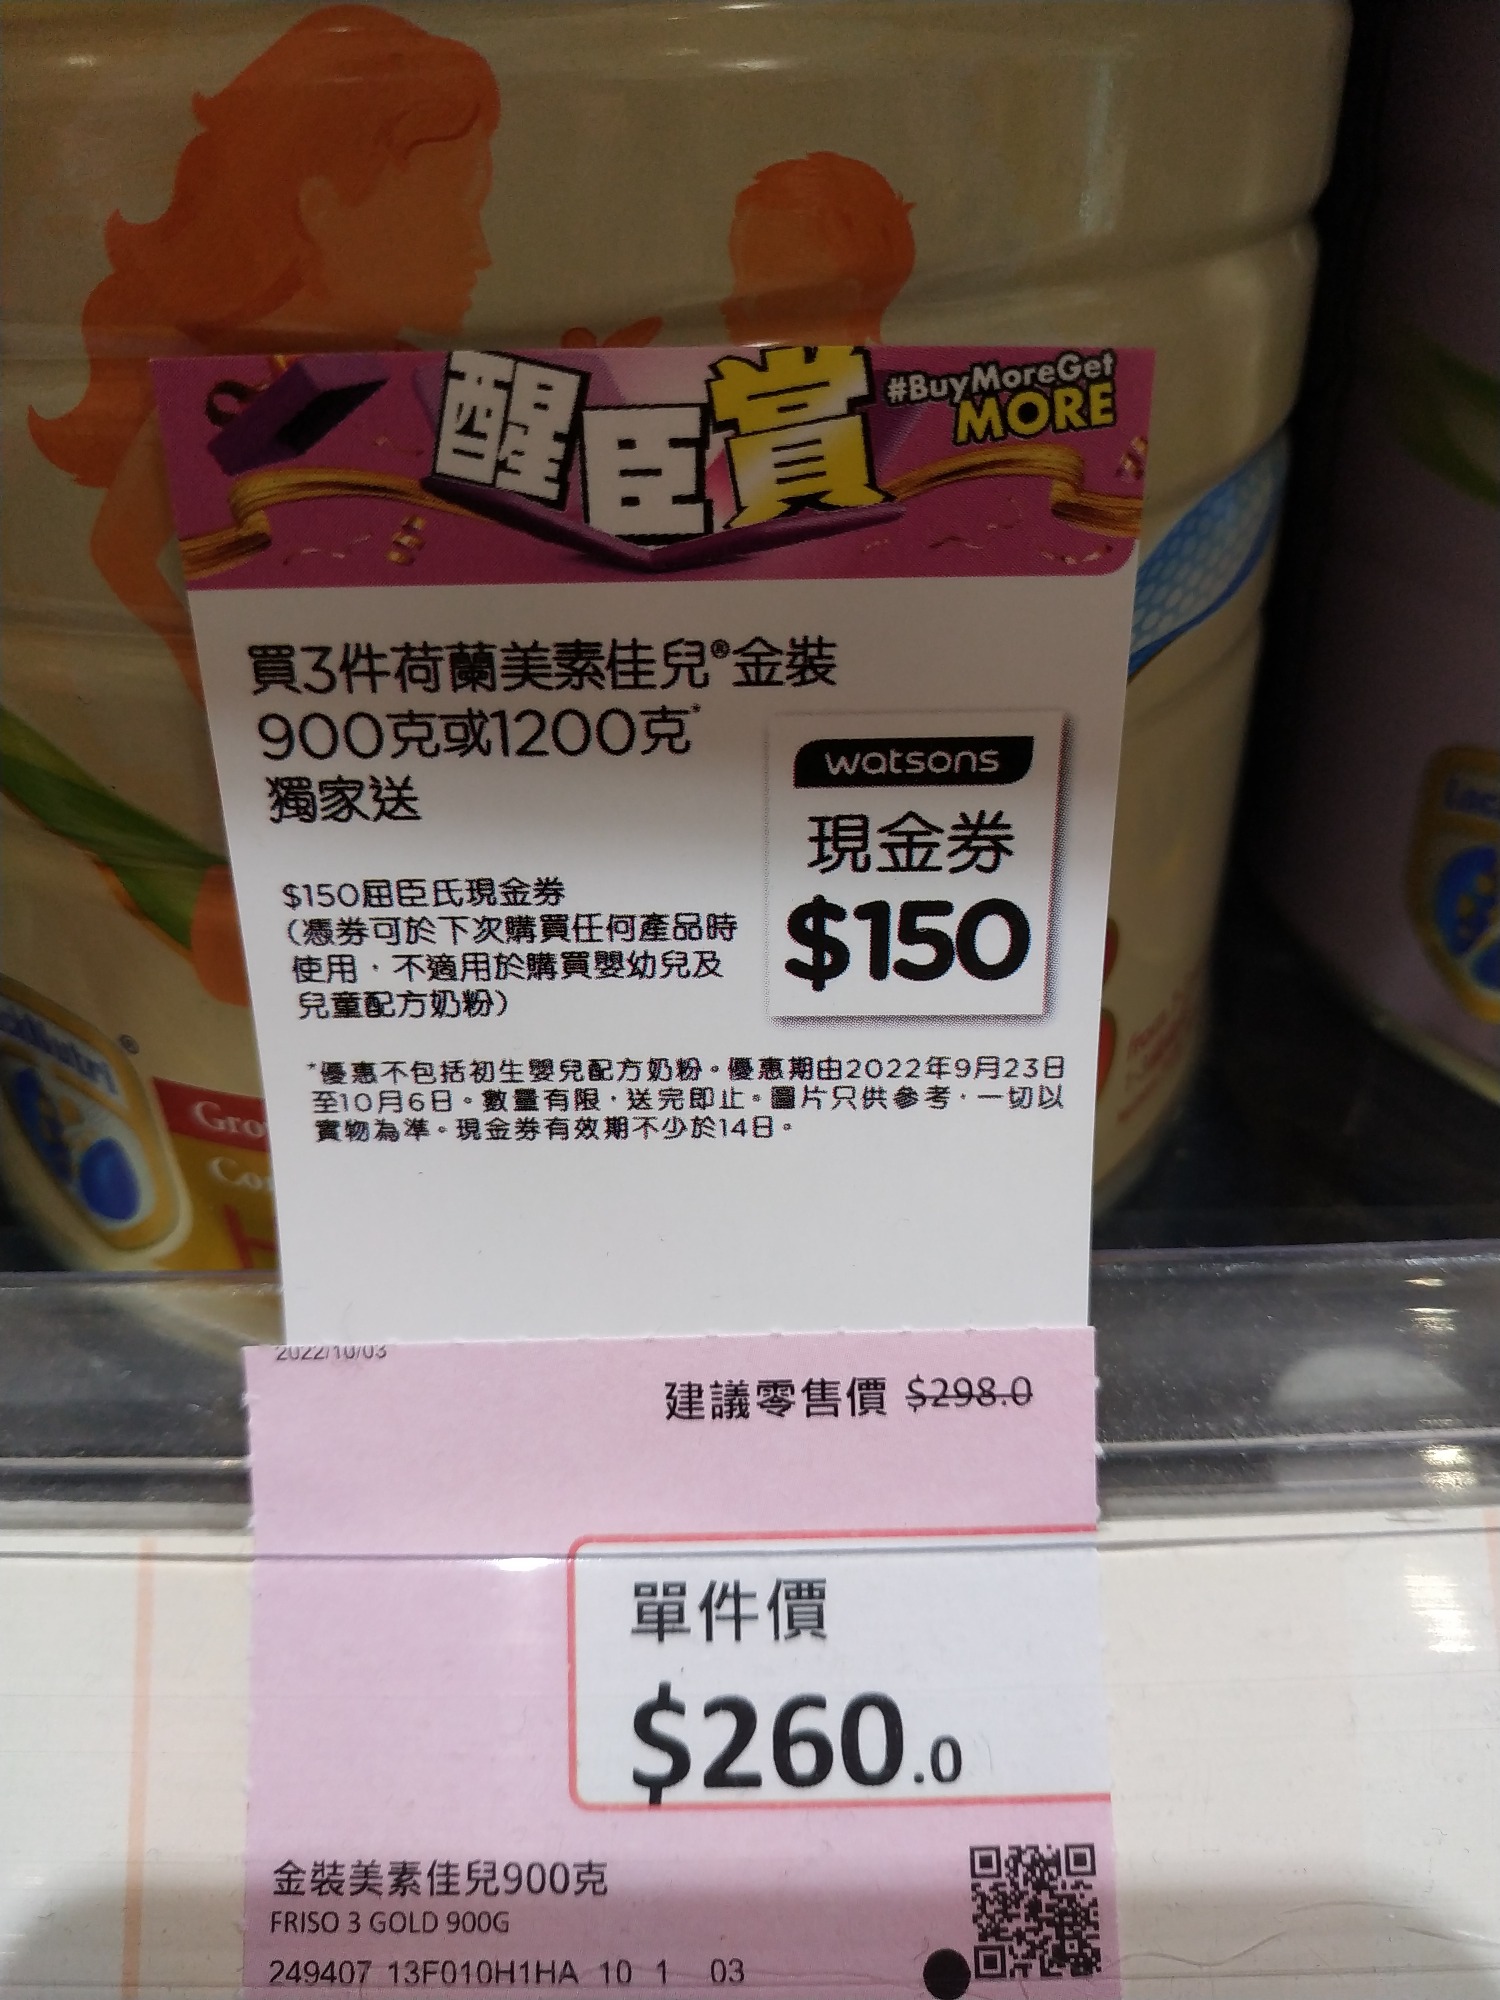 醒臣賞
#BuyMoreGet
MORE
買3件荷蘭美素佳兒®金裝
900克或1200克*
獨家送
watsons
現金券
$150
$150屈臣氏現金券
（憑券可於下次購買任何產品時
使用，不適用於購買嬰幼兒及
兒童配方奶粉）
*優惠不包括初生嬰兒配方奶粉。優惠期由2022年9月23日
至10月6日。數量有限，送完即止。圖片只供參考，一切以
實物為準。現金券有效期不少於14日。
Gro
2022/10/03
建議零售價 $298.0
單件價
$260.0
金裝美素佳兒900克
FRISO 3 GOLD 900G
249407 13F010H1HA 10 1 03